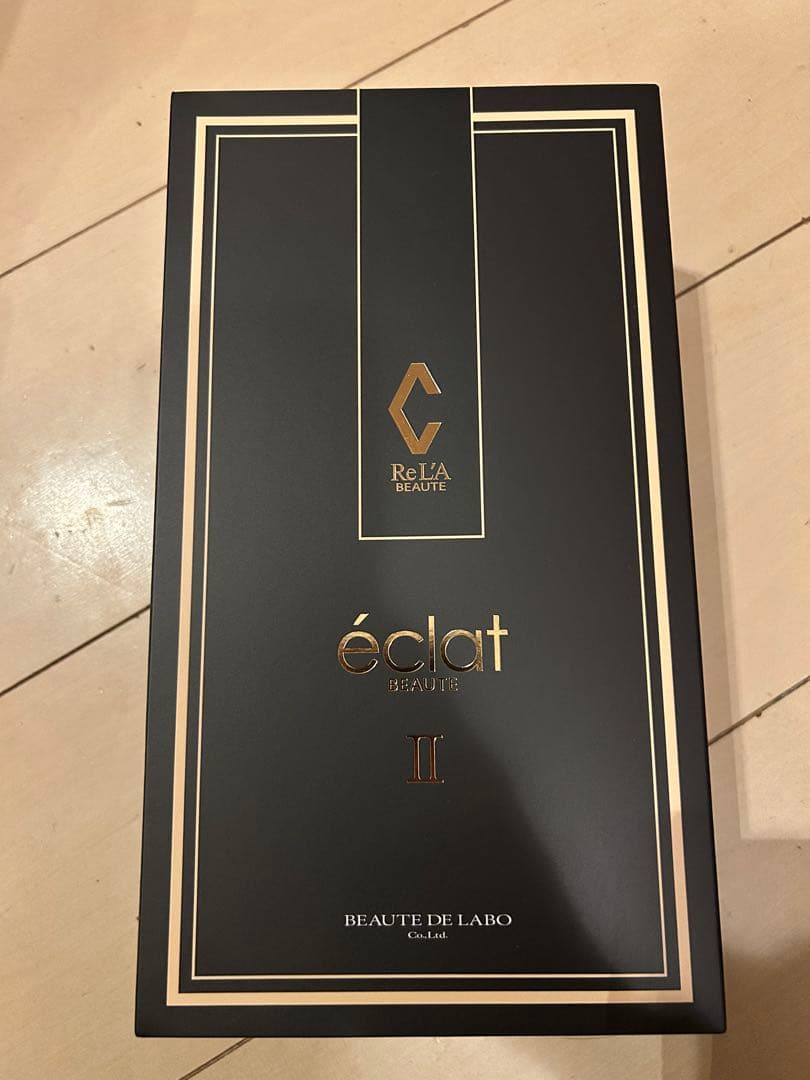 ReL'A
BEAUTE
éclat
BEAUTE
II
BEAUTE DE LABO
Co.,Ltd.